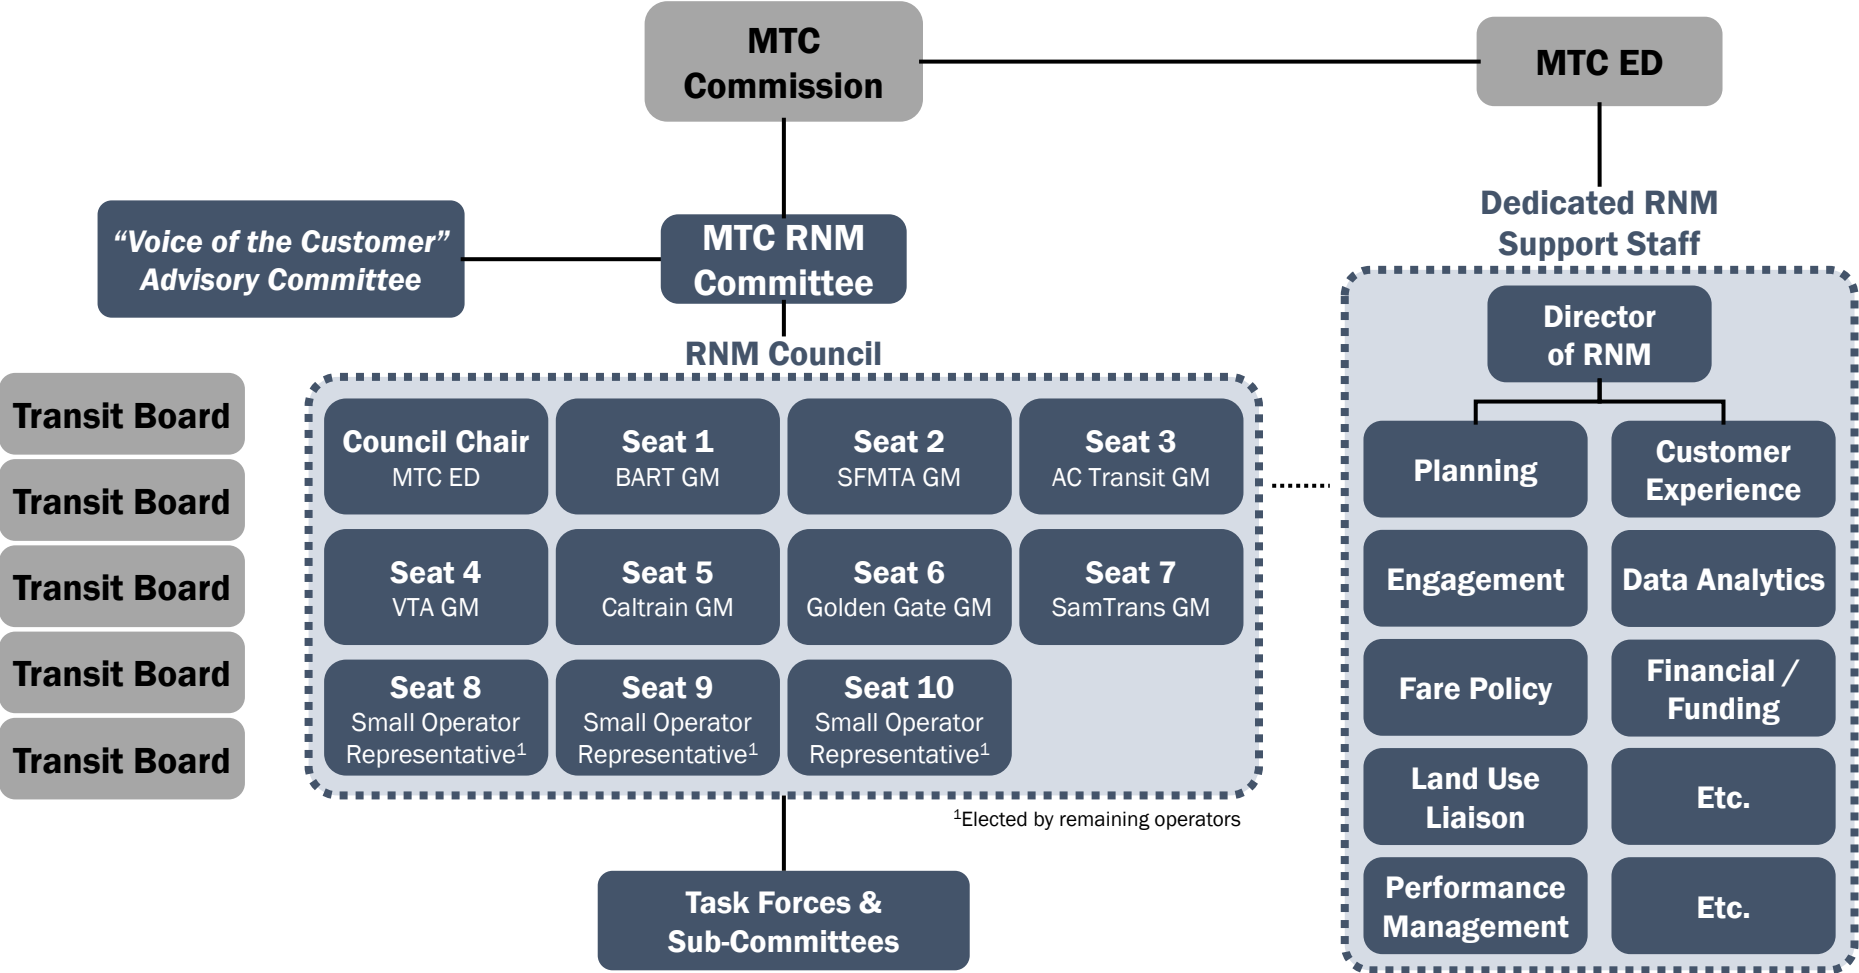 MTC
Commission
MTC ED
“Voice of the Customer”
Advisory Committee
MTC RNM
Committee
Dedicated RNM
Support Staff
RNM Council
Transit Board
Transit Board
Transit Board
Transit Board
Transit Board
Council Chair
MTC ED
Seat 1
BART GM
Seat 2
SFMTA GM
Seat 3
AC Transit GM
Seat 4
VTA GM
Seat 5
Caltrain GM
Seat 6
Golden Gate GM
Seat 7
SamTrans GM
Seat 8
Small Operator
Representative¹
Seat 9
Small Operator
Representative¹
Seat 10
Small Operator
Representative¹
¹Elected by remaining operators
Task Forces &
Sub-Committees
Director
of RNM
Planning
Customer
Experience
Engagement
Data Analytics
Fare Policy
Financial /
Funding
Land Use
Liaison
Etc.
Performance
Management
Etc.